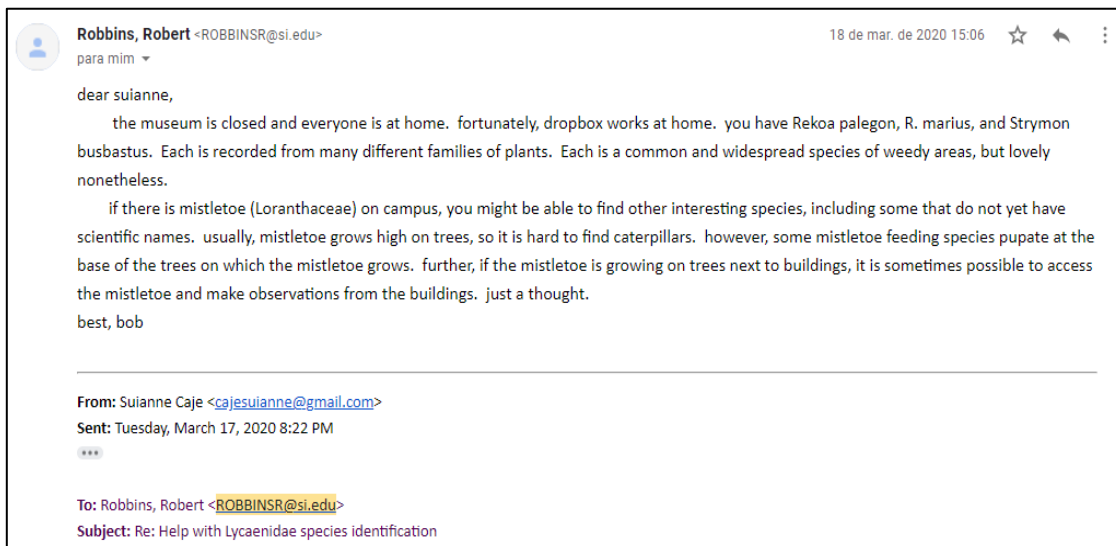 Robbins, Robert <ROBBINSR@si.edu> 18 de mar. de 2020 15:06
para mim
dear suianne,
the museum is closed and everyone is at home. fortunately, dropbox works at home. you have Rekoa palegon, R. marius, and Strymon
busbastus. Each is recorded from many different families of plants. Each is a common and widespread species of weedy areas, but lovely
nonetheless.
if there is mistletoe (Loranthaceae) on campus, you might be able to find other interesting species, including some that do not yet have
scientific names. usually, mistletoe grows high on trees, so it is hard to find caterpillars. however, some mistletoe feeding species pupate at the
base of the trees on which the mistletoe grows. further, if the mistletoe is growing on trees next to buildings, it is sometimes possible to access
the mistletoe and make observations from the buildings. just a thought.
best, bob
From: Suianne Caje <cajesuianne@gmail.com>
Sent: Tuesday, March 17, 2020 8:22 PM
To: Robbins, Robert <ROBBINSR@si.edu>
Subject: Re: Help with Lycaenidae species identification